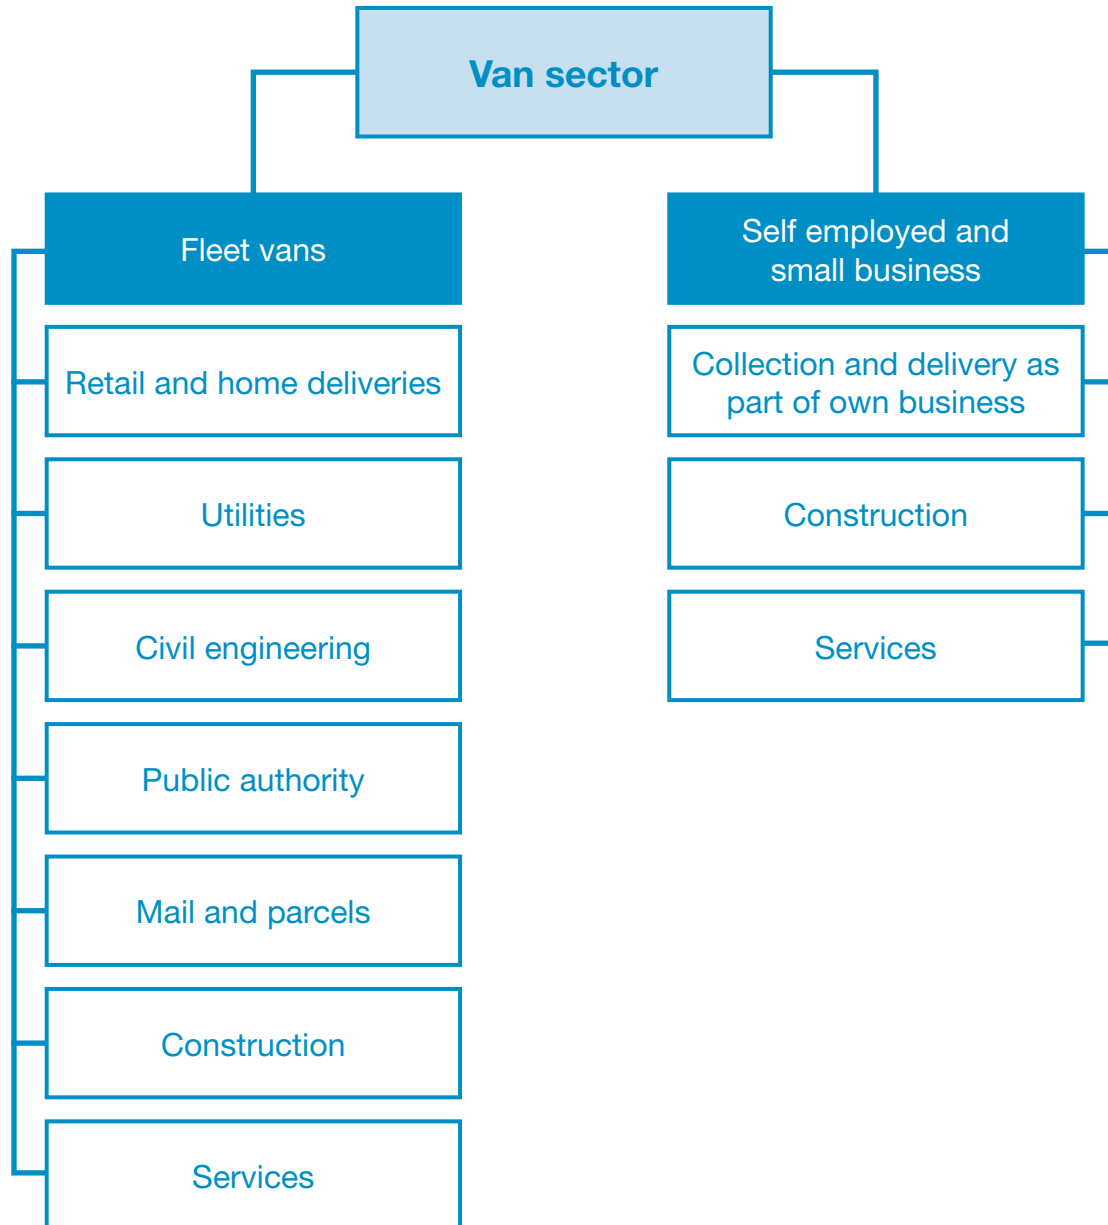 Van sector
Fleet vans
Retail and home deliveries
Utilities
Civil engineering
Public authority
Mail and parcels
Construction
Services
Self employed and
small business
Collection and delivery as
part of own business
Construction
Services